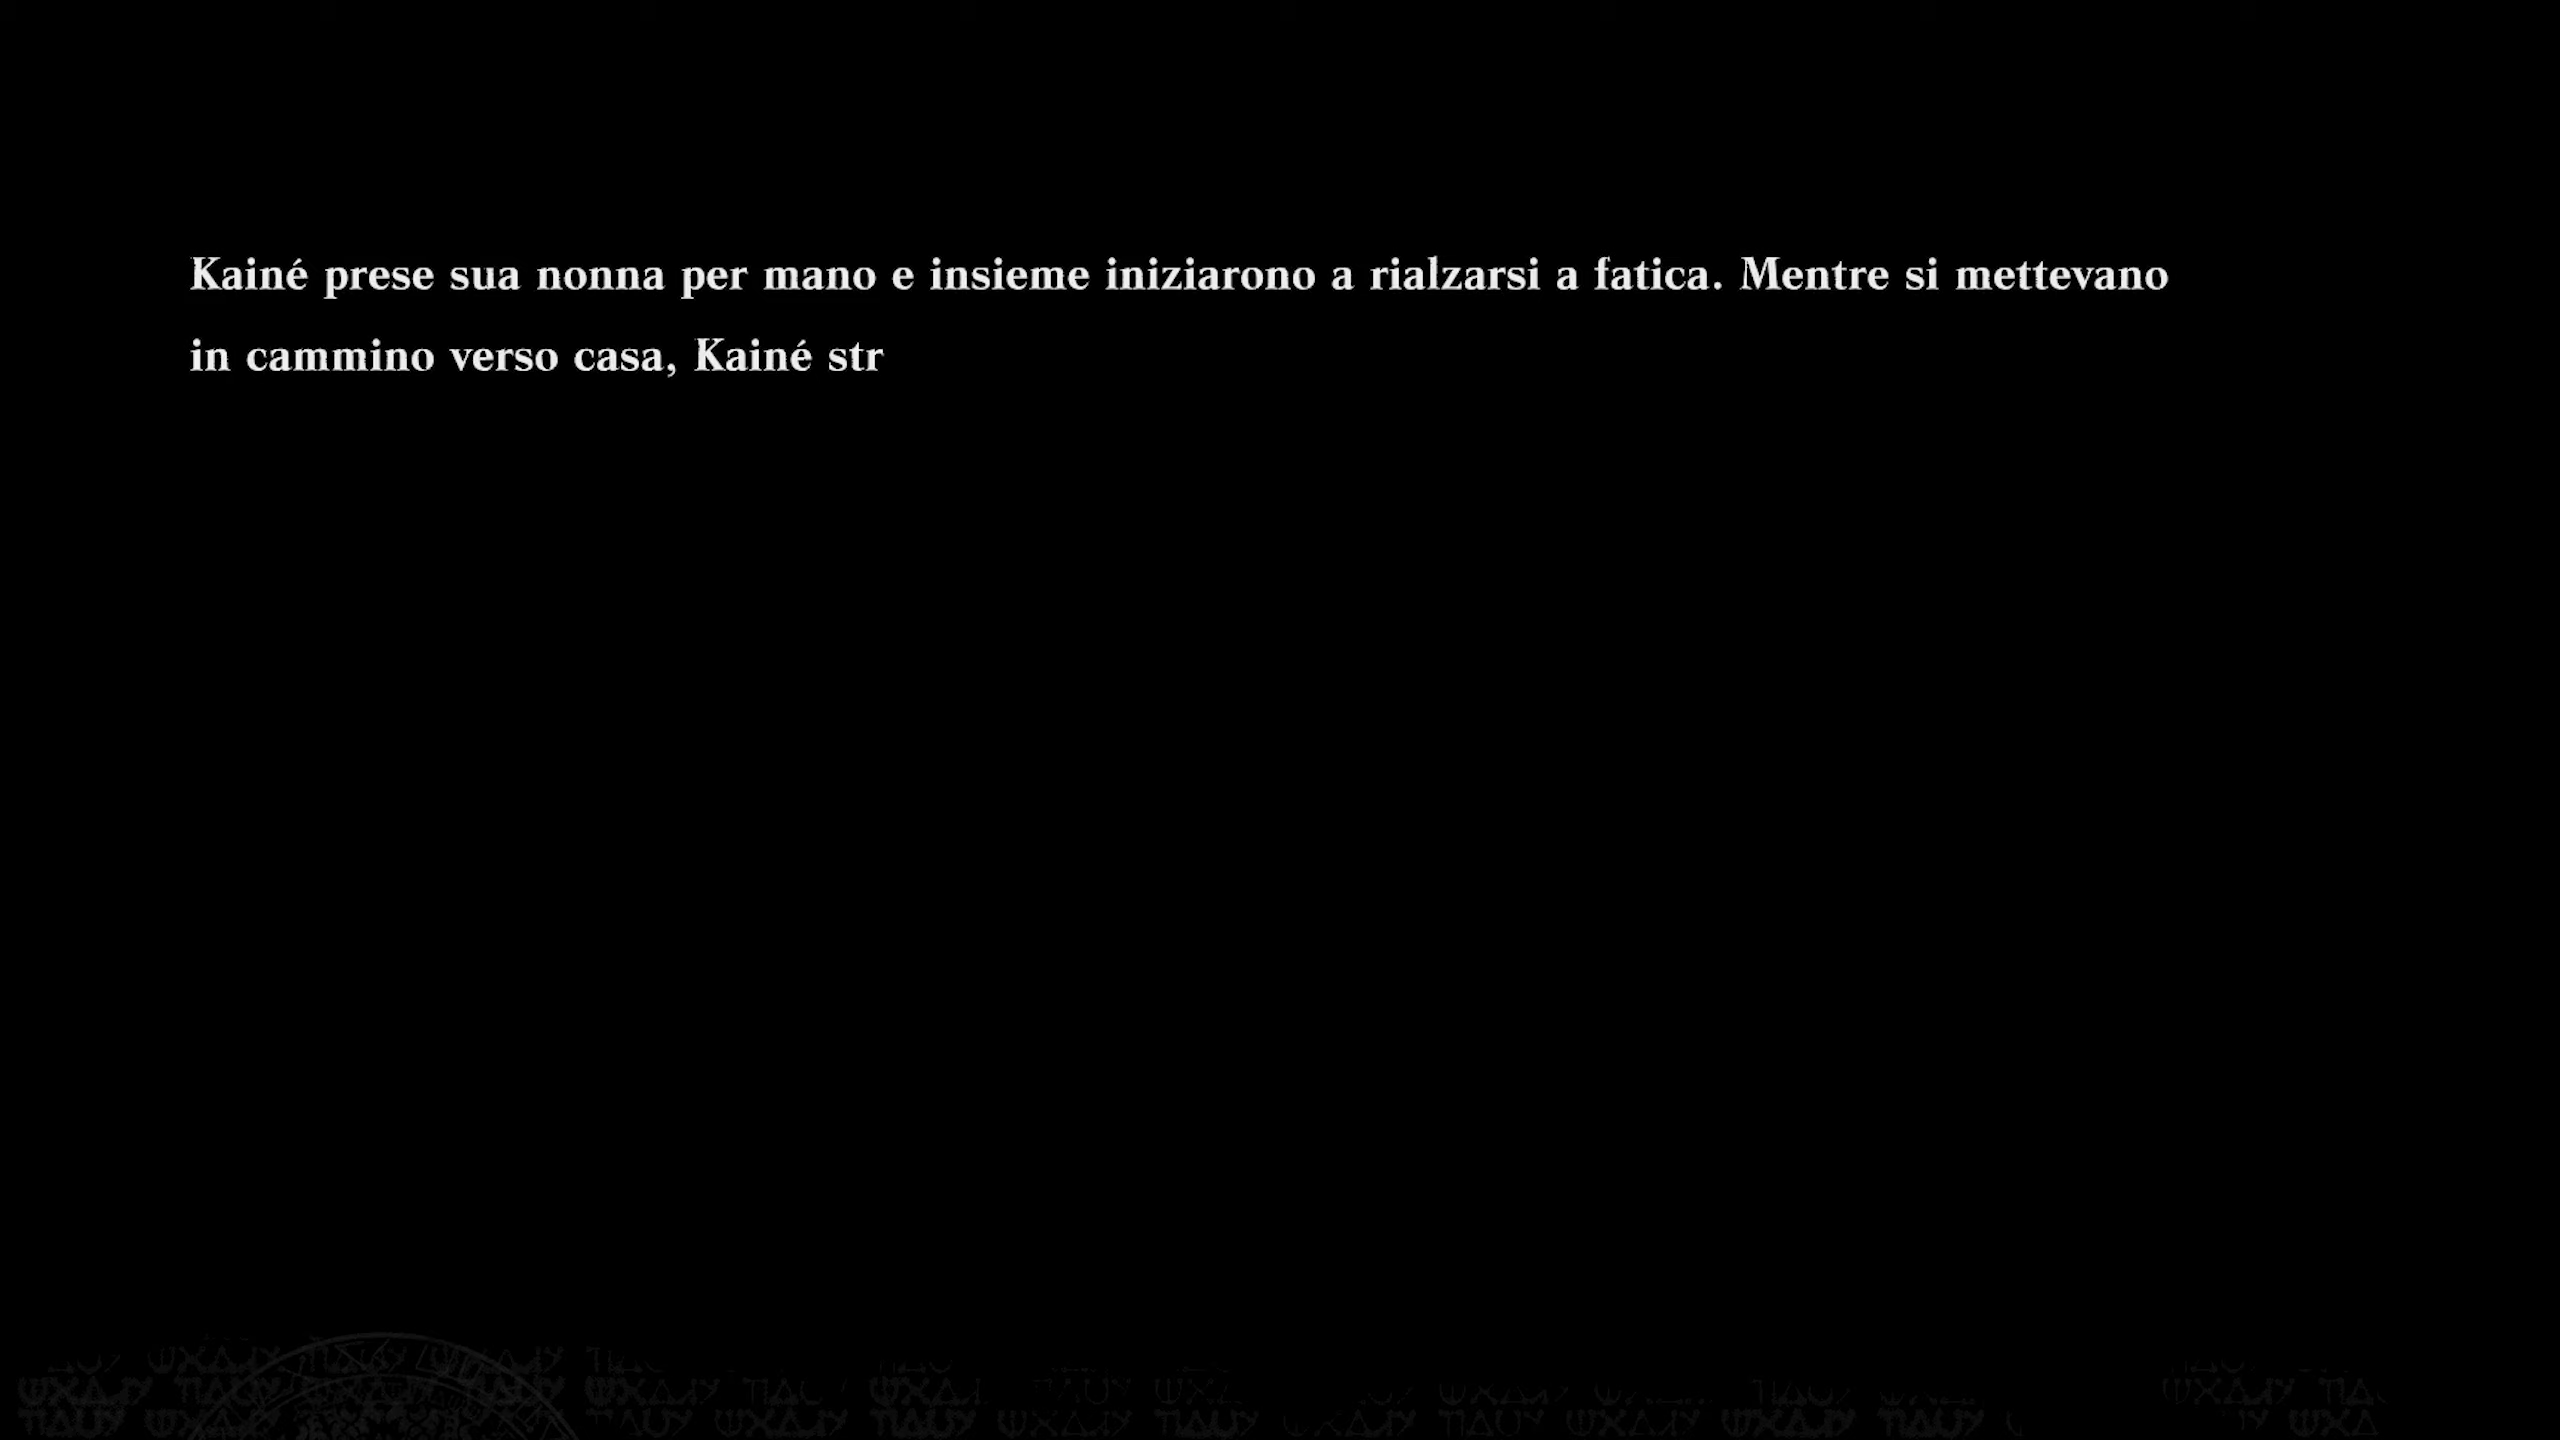 Kainé prese sua nonna per mano e insieme iniziarono a rialzarsi a fatica. Mentre si mettevano
in cammino verso casa, Kainé str